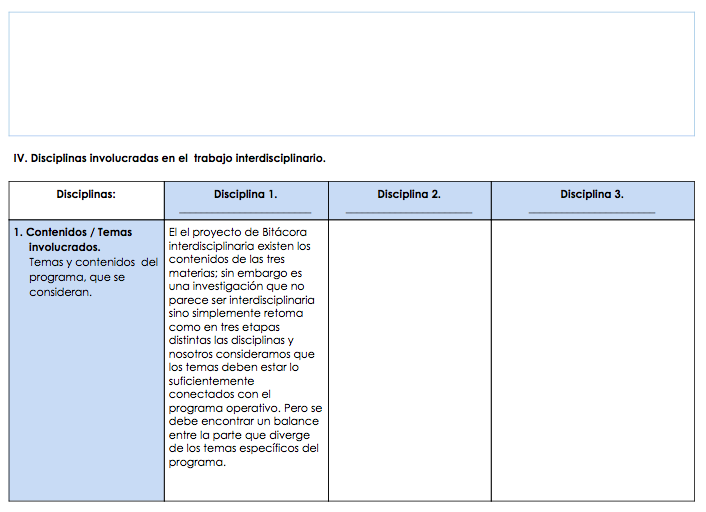 IV. Disciplinas involucradas en el trabajo interdisciplinario.
Disciplinas:
Disciplina 1.
Disciplina 2.
Disciplina 3.
1. Contenidos / Temas
involucrados.
Temas y contenidos del
programa, que se
consideran.
El el proyecto de Bitácora
interdisciplinaria existen los
contenidos de las tres
materias; sin embargo es
una investigación que no
parece ser interdisciplinaria
sino simplemente retoma
como en tres etapas
distintas las disciplinas y
nosotros consideramos que
los temas deben estar lo
suficientemente
conectados con el
programa operativo. Pero se
debe encontrar un balance
entre la parte que diverge
de los temas específicos del
programa.